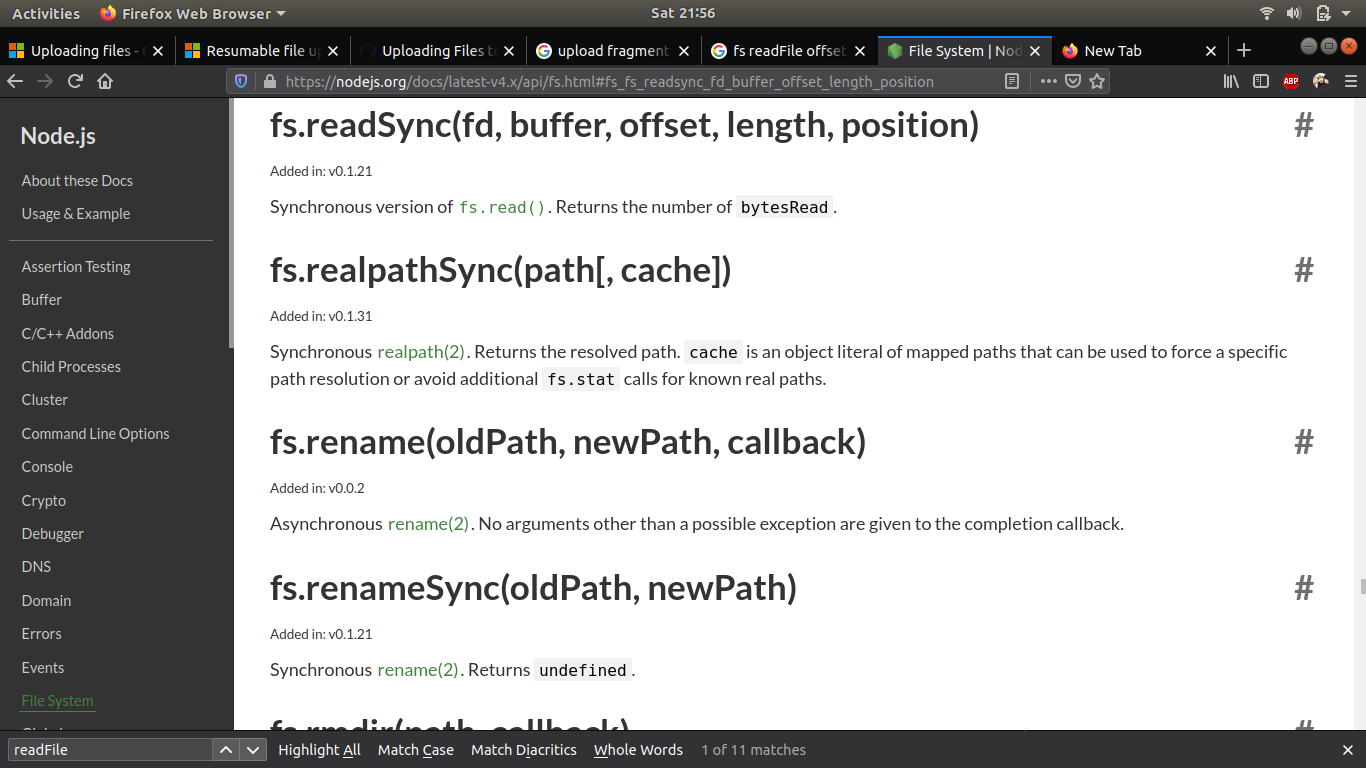 Activities Firefox Web Browser Sat 21:56
Uploading files - Resumable file up Uploading Files to upload fragment fs readFile offset File System | Nod New Tab
https://nodejs.org/docs/latest-v4.x/api/fs.html#fs_fs_readsync_fd_buffer_offset_length_position ABP
Node.js
About these Docs
Usage & Example
Assertion Testing
Buffer
C/C++ Addons
Child Processes
Cluster
Command Line Options
Console
Crypto
Debugger
DNS
Domain
Errors
Events
File System
fs.readSync(fd, buffer, offset, length, position) #
Added in: v0.1.21
Synchronous version of fs.read(). Returns the number of bytesRead.
fs.realpathSync(path[, cache]) #
Added in: v0.1.31
Synchronous realpath(2). Returns the resolved path. cache is an object literal of mapped paths that can be used to force a specific
path resolution or avoid additional fs.stat calls for known real paths.
fs.rename(oldPath, newPath, callback) #
Added in: v0.0.2
Asynchronous rename(2). No arguments other than a possible exception are given to the completion callback.
fs.renameSync(oldPath, newPath) #
Added in: v0.1.21
Synchronous rename(2). Returns undefined.
fs.rmdir(path, callback) #
readFile Highlight All Match Case Match Diacritics Whole Words 1 of 11 matches